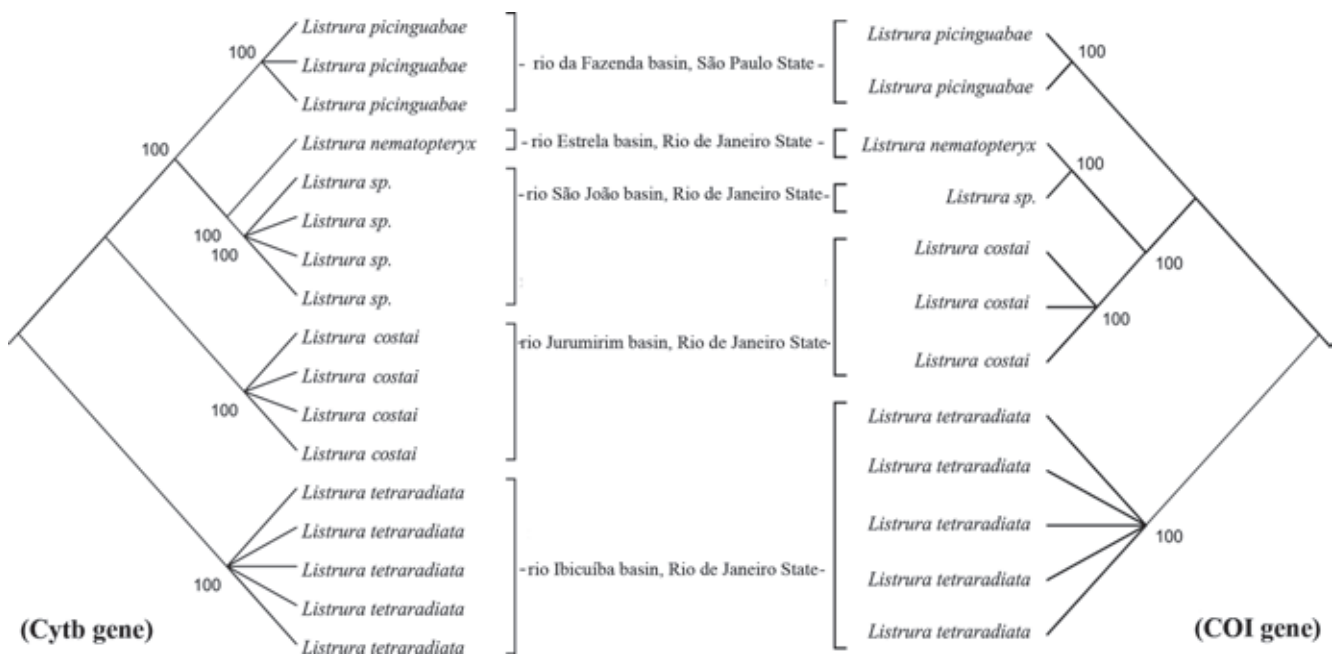 Listrura picinguabae
100
Listrura picinguabae
Listrura picinguabae
100
Listrura nematopteryx
Listrura sp.
Listrura sp.
100
100
Listrura sp.
Listrura sp.
Listrura costai
Listrura costai
100
Listrura costai
Listrura costai
Listrura tetraradiata
Listrura tetraradiata
100
Listrura tetraradiata
Listrura tetraradiata
Listrura tetraradiata
(Cytb gene)
- rio da Fazenda basin, São Paulo State -
- rio Estrela basin, Rio de Janeiro State -
- rio São João basin, Rio de Janeiro State-
-rio Jurumirim basin, Rio de Janeiro State-
-rio Ibicuíba basin, Rio de Janeiro State-
Listrura picinguabae
100
Listrura picinguabae
Listrura nematopteryx
100
Listrura sp.
Listrura costai
100
Listrura costai
100
Listrura costai
Listrura tetraradiata
Listrura tetraradiata
Listrura tetraradiata
100
Listrura tetraradiata
Listrura tetraradiata
(COI gene)